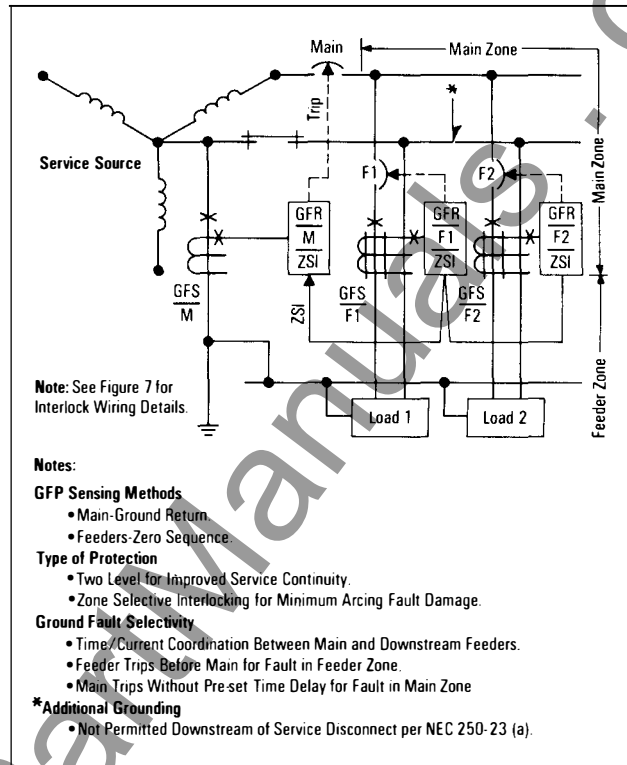 Main
Main Zone
*
Trip
Service Source
F1
F2
Main Zone
GFR
M
ZSI
GFR
F1
ZSI
GFR
F2
ZSI
GFS
M
ZSI
GFS
F1
GFS
F2
Feeder Zone
Note: See Figure 7 for
Interlock Wiring Details.
Load 1
Load 2
Notes:
GFP Sensing Methods
• Main-Ground Return.
• Feeders-Zero Sequence.
Type of Protection
• Two Level for Improved Service Continuity.
• Zone Selective Interlocking for Minimum Arcing Fault Damage.
Ground Fault Selectivity
• Time/Current Coordination Between Main and Downstream Feeders.
• Feeder Trips Before Main for Fault in Feeder Zone.
• Main Trips Without Pre-set Time Delay for Fault in Main Zone
*Additional Grounding
• Not Permitted Downstream of Service Disconnect per NEC 250-23 (a).